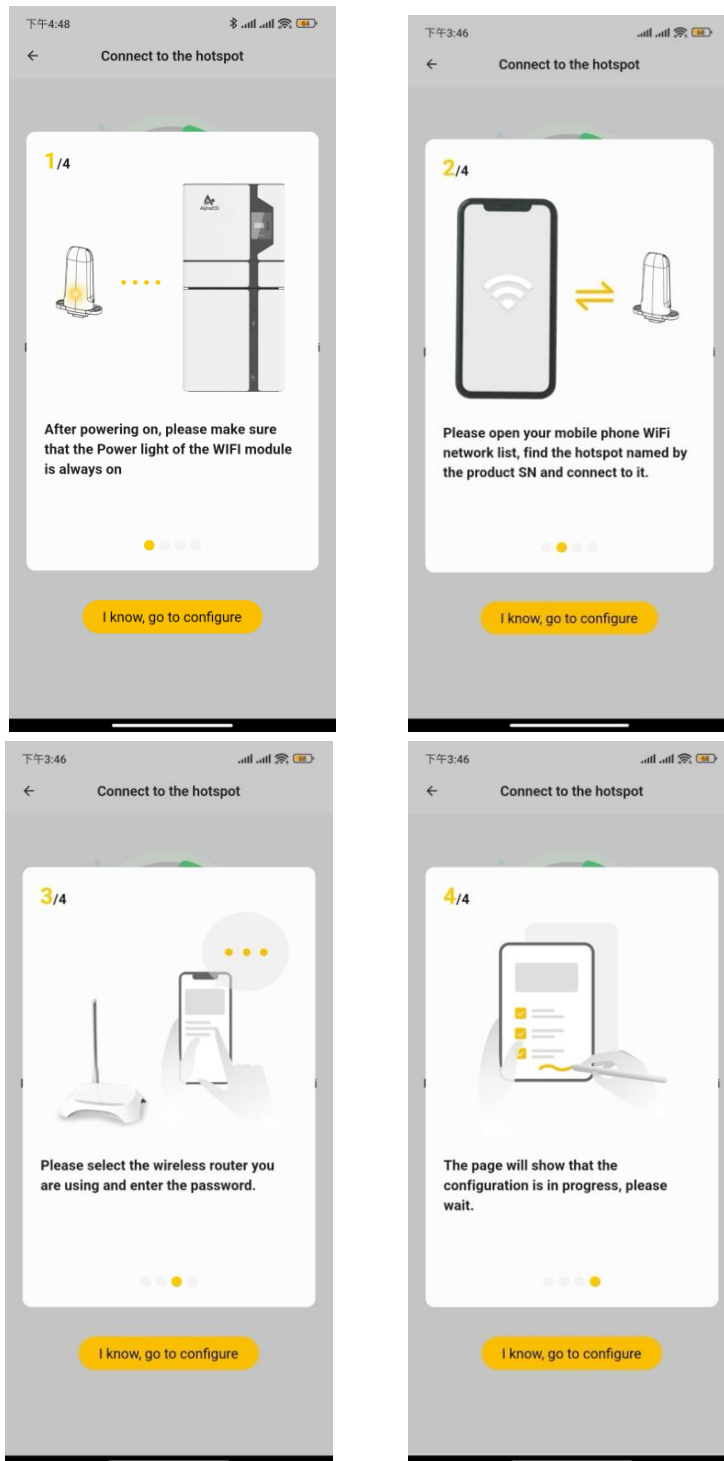 下午4:48
64
Connect to the hotspot
1/4
AlphaESS
After powering on, please make sure
that the Power light of the WIFI module
is always on
I know, go to configure
下午3:46
68
Connect to the hotspot
2/4
Please open your mobile phone WiFi
network list, find the hotspot named by
the product SN and connect to it.
I know, go to configure
下午3:46
68
Connect to the hotspot
3/4
Please select the wireless router you
are using and enter the password.
I know, go to configure
下午3:46
68
Connect to the hotspot
4/4
The page will show that the
configuration is in progress, please
wait.
I know, go to configure